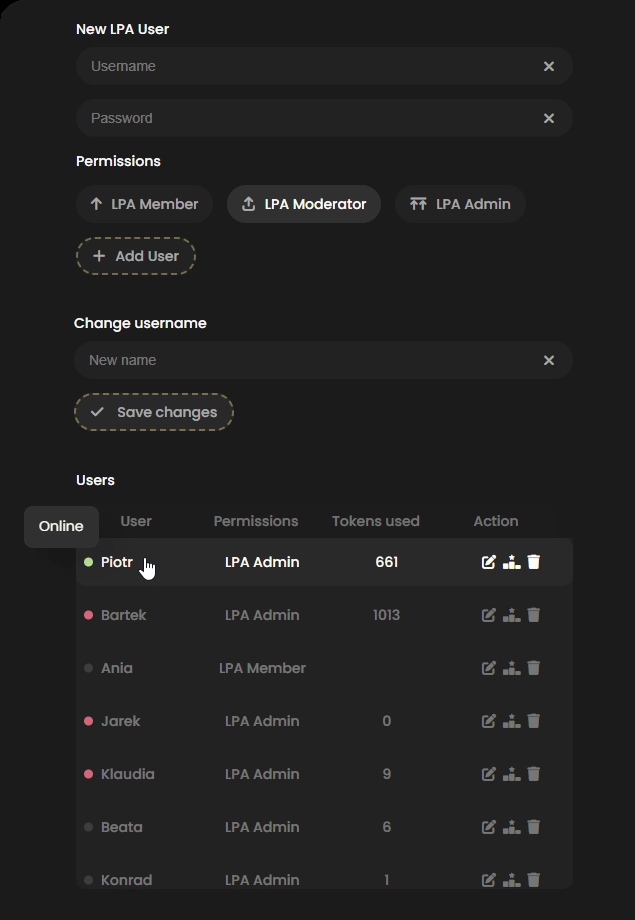 New LPA User
Username
Password
Permissions
LPA Member LPA Moderator LPA Admin
Add User
Change username
New name
Save changes
Users
Online
User Permissions Tokens used Action
Piotr LPA Admin 661
Bartek LPA Admin 1013
Ania LPA Member
Jarek LPA Admin 0
Klaudia LPA Admin 9
Beata LPA Admin 6
Konrad LPA Admin 1